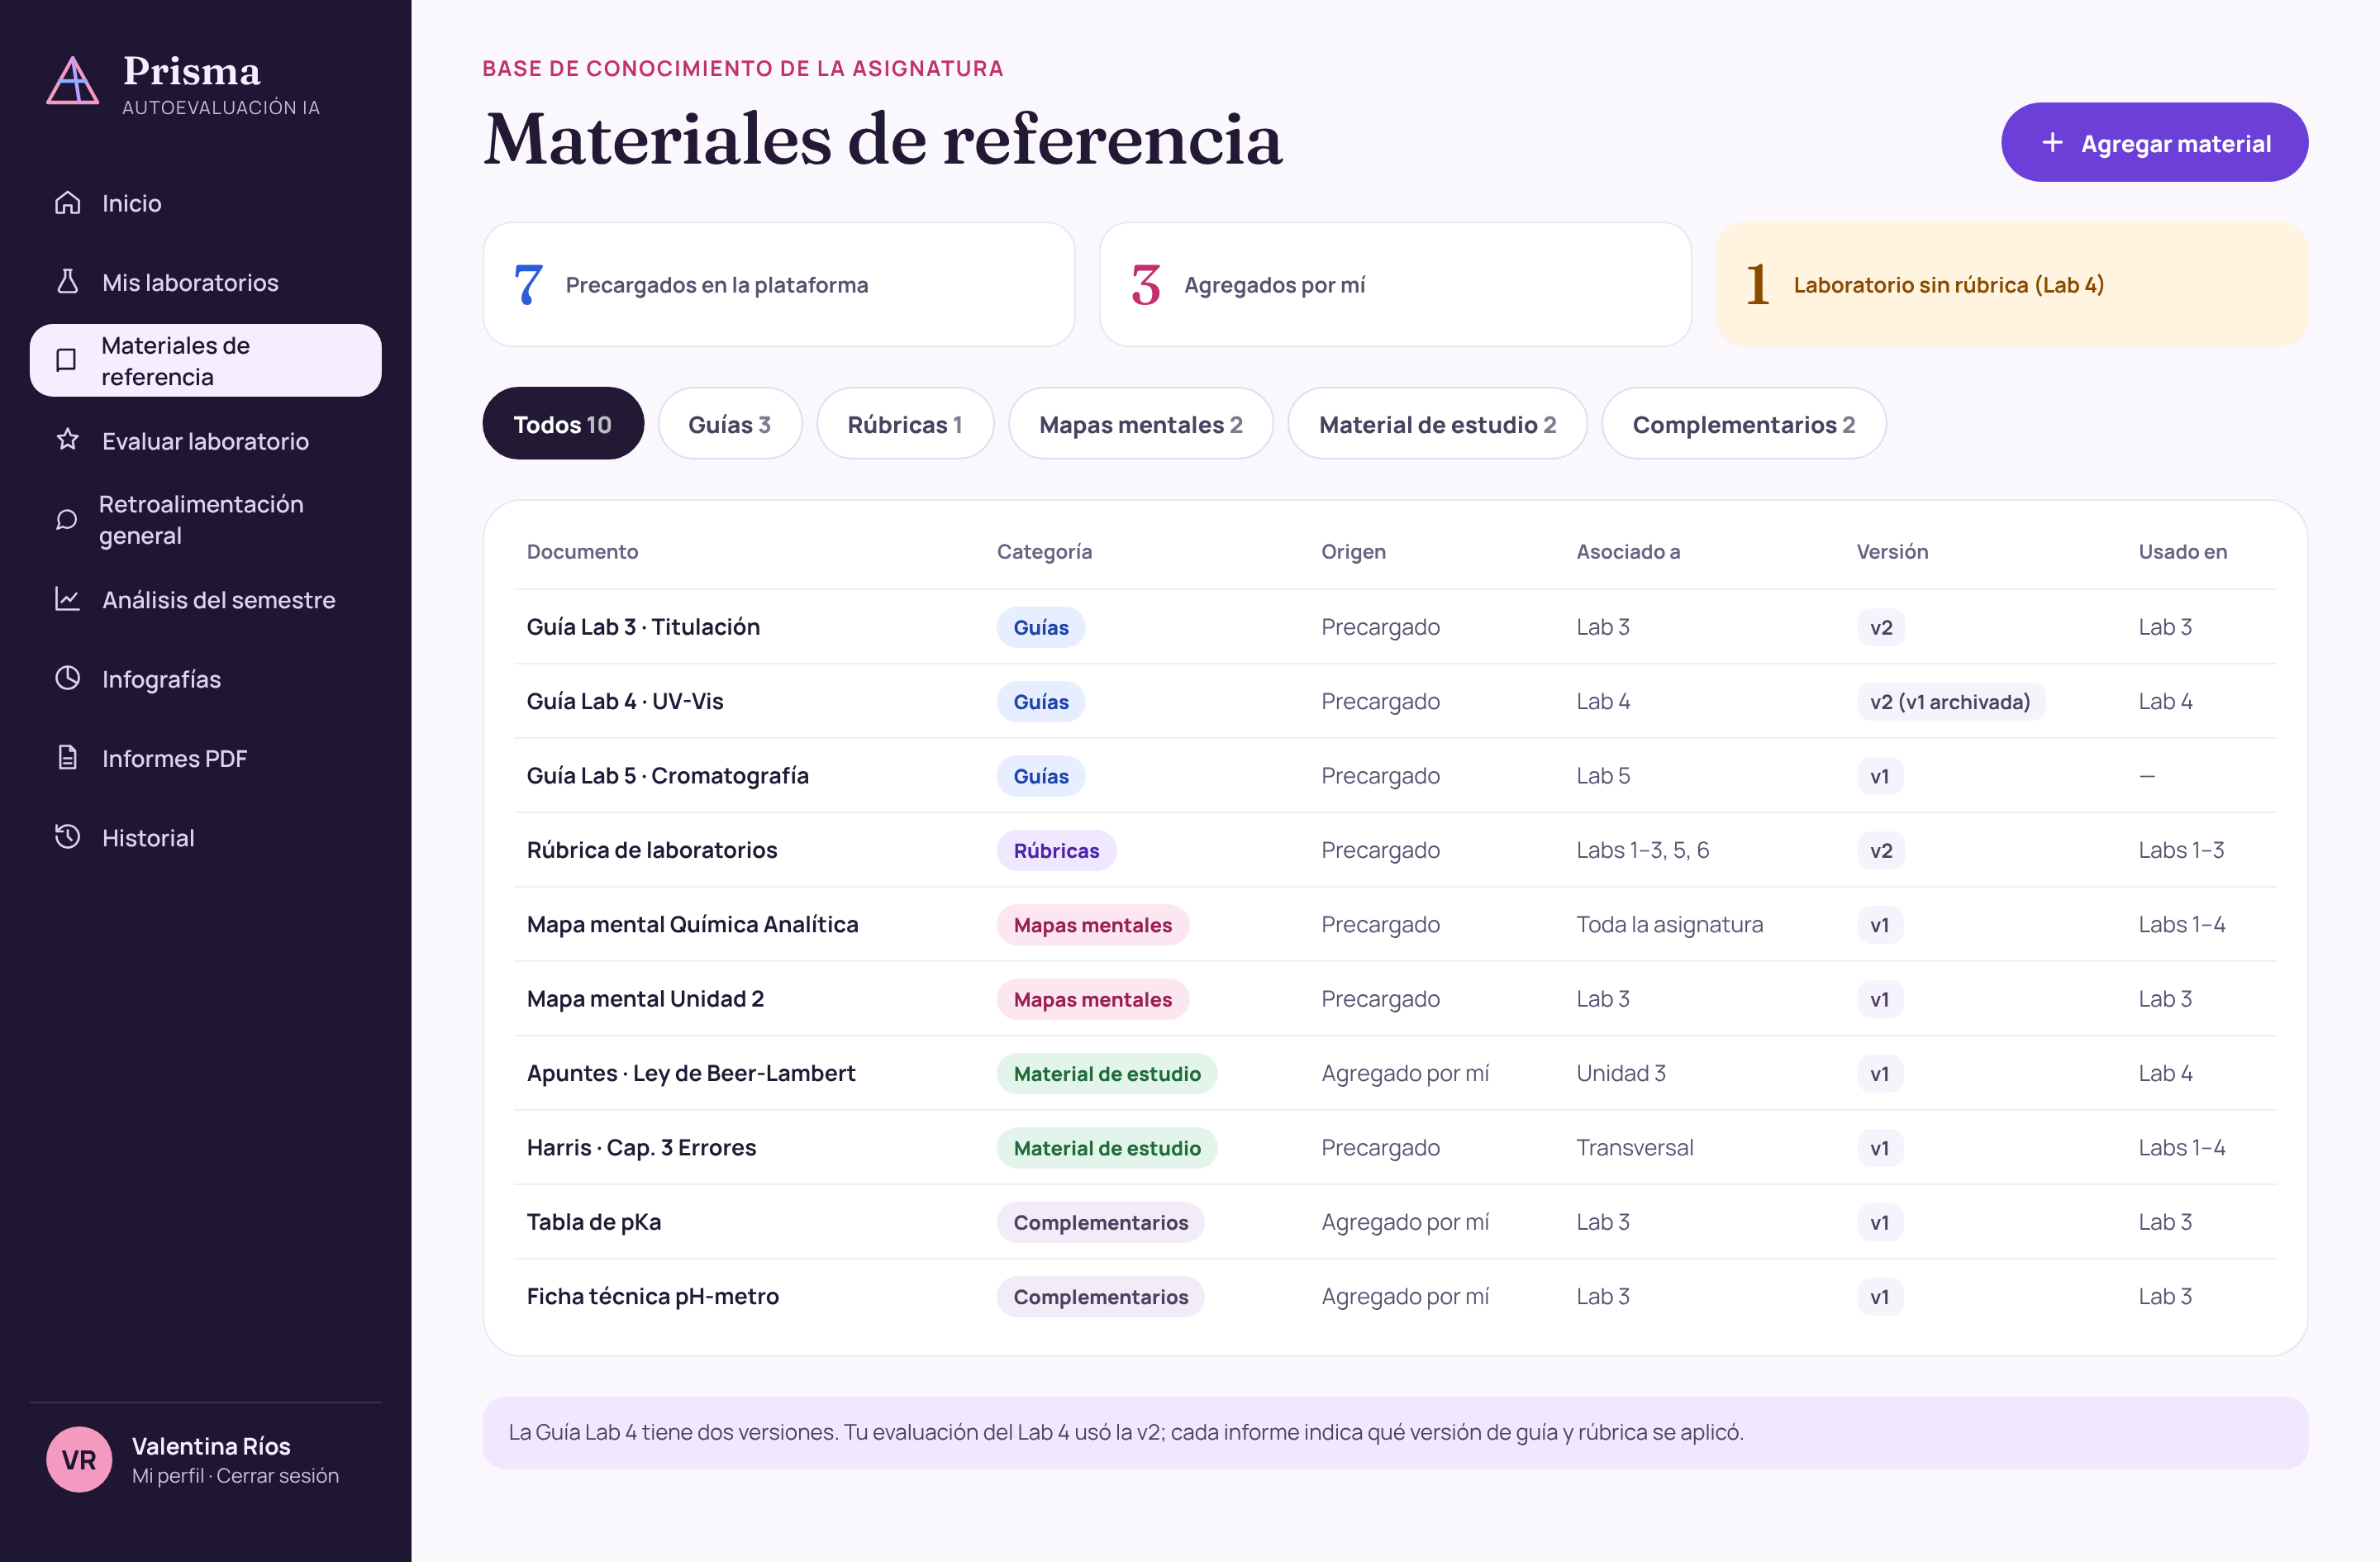 Prisma
AUTOEVALUACIÓN IA
Inicio
Mis laboratorios
Materiales de
referencia
Evaluar laboratorio
Retroalimentación
general
Análisis del semestre
Infografías
Informes PDF
Historial
VR
Valentina Ríos
Mi perfil · Cerrar sesión
BASE DE CONOCIMIENTO DE LA ASIGNATURA
Materiales de referencia
+ Agregar material
7 Precargados en la plataforma
3 Agregados por mí
1 Laboratorio sin rúbrica (Lab 4)
Todos 10 Guías 3 Rúbricas 1 Mapas mentales 2 Material de estudio 2 Complementarios 2
Documento Categoría Origen Asociado a Versión Usado en
Guía Lab 3 · Titulación Guías Precargado Lab 3 v2 Lab 3
Guía Lab 4 · UV-Vis Guías Precargado Lab 4 v2 (v1 archivada) Lab 4
Guía Lab 5 · Cromatografía Guías Precargado Lab 5 v1 —
Rúbrica de laboratorios Rúbricas Precargado Labs 1–3, 5, 6 v2 Labs 1–3
Mapa mental Química Analítica Mapas mentales Precargado Toda la asignatura v1 Labs 1–4
Mapa mental Unidad 2 Mapas mentales Precargado Lab 3 v1 Lab 3
Apuntes · Ley de Beer-Lambert Material de estudio Agregado por mí Unidad 3 v1 Lab 4
Harris · Cap. 3 Errores Material de estudio Precargado Transversal v1 Labs 1–4
Tabla de pKa Complementarios Agregado por mí Lab 3 v1 Lab 3
Ficha técnica pH-metro Complementarios Agregado por mí Lab 3 v1 Lab 3
La Guía Lab 4 tiene dos versiones. Tu evaluación del Lab 4 usó la v2; cada informe indica qué versión de guía y rúbrica se aplicó.